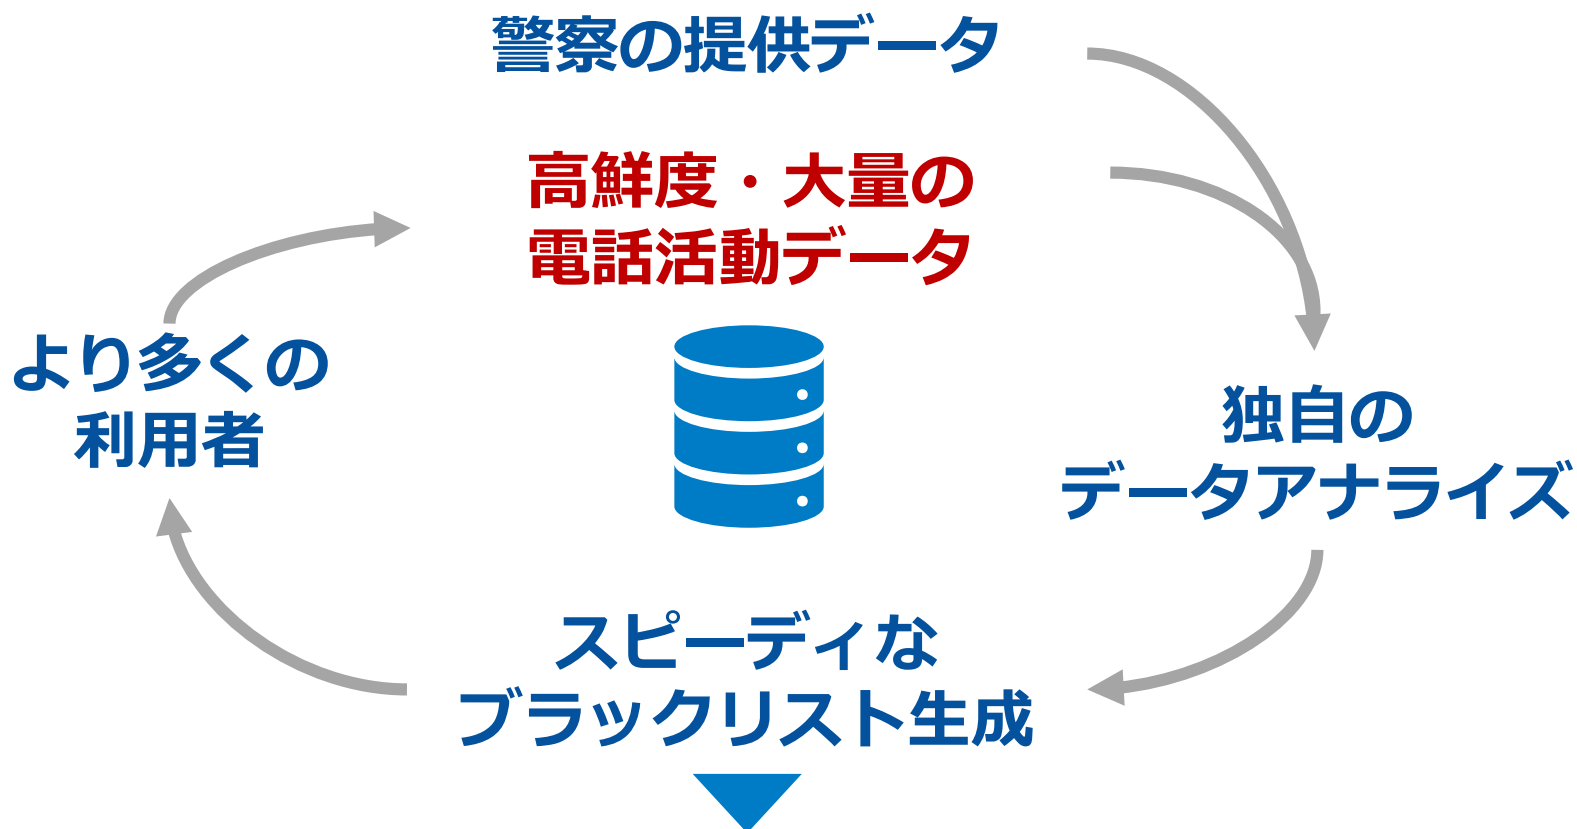 警察の提供データ
高鮮度・大量の
電話活動データ
より多くの
利用者
独自の
データアナライズ
スピーディな
ブラックリスト生成